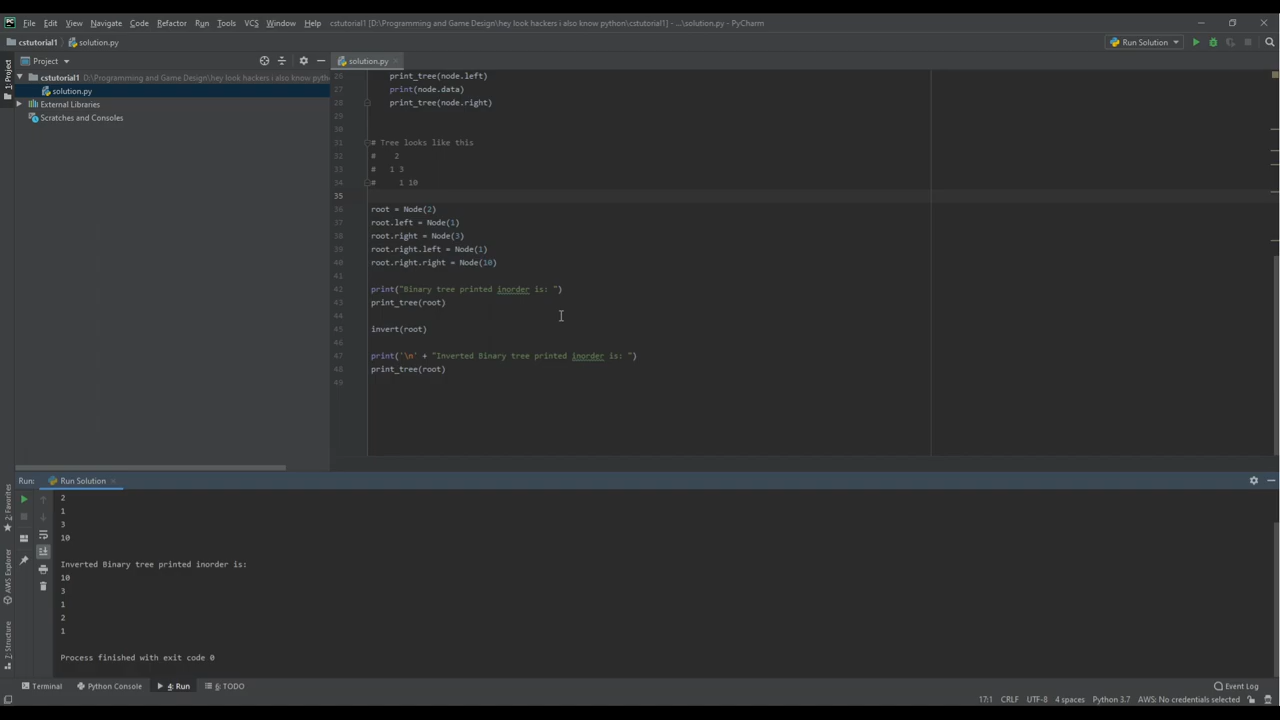 File Edit View Navigate Code Refactor Run Tools VCS Window Help cstutorial1 [D:\Programming and Game Design\hey look hackers i also know python\cstutorial1] - ...\solution.py - PyCharm
cstutorial1 solution.py Run Solution
Project
solution.py
cstutorial1 D:\Programming and Game Design\hey look hackers i also know pytho
solution.py
External Libraries
Scratches and Consoles
1: Project
26 print_tree(node.left)
27 print(node.data)
28 print_tree(node.right)
29
30
31 # Tree looks like this
32 # 2
33 # 1 3
34 # 1 10
35
36 root = Node(2)
37 root.left = Node(1)
38 root.right = Node(3)
39 root.right.left = Node(1)
40 root.right.right = Node(10)
41
42 print("Binary tree printed inorder is: ")
43 print_tree(root)
44
45 invert(root)
46
47 print('\n' + "Inverted Binary tree printed inorder is: ")
48 print_tree(root)
49
Run: Run Solution
2
1
3
10
Inverted Binary tree printed inorder is:
10
3
1
2
1
Process finished with exit code 0
2: Favorites
AWS Explorer
Z: Structure
Terminal Python Console 4: Run 6: TODO Event Log
17:1 CRLF UTF-8 4 spaces Python 3.7 AWS: No credentials selected